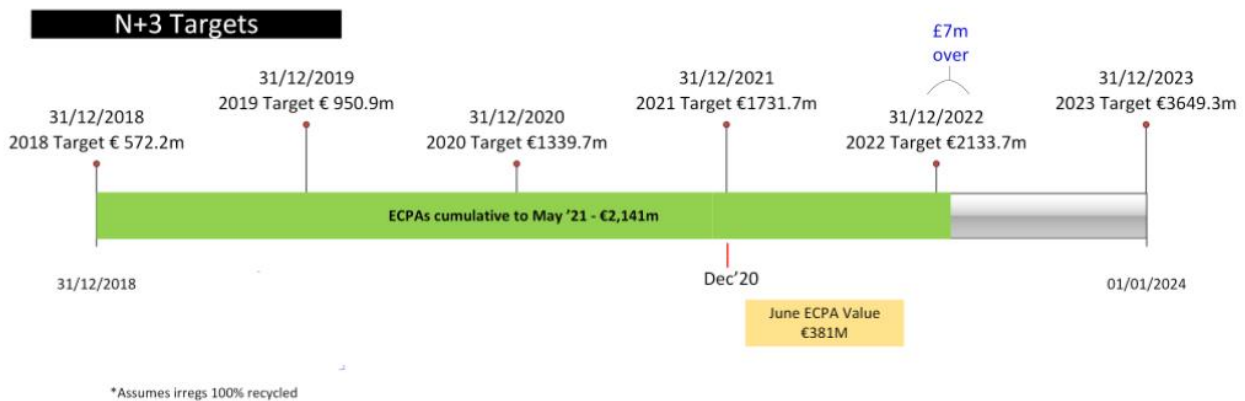 N+3 Targets
£7m
over
31/12/2019
2019 Target € 950.9m
31/12/2021
2021 Target €1731.7m
31/12/2023
2023 Target €3649.3m
31/12/2018
2018 Target € 572.2m
31/12/2020
2020 Target €1339.7m
31/12/2022
2022 Target €2133.7m
ECPAs cumulative to May '21 - €2,141m
31/12/2018
Dec'20
01/01/2024
June ECPA Value
€381M
*Assumes irregs 100% recycled